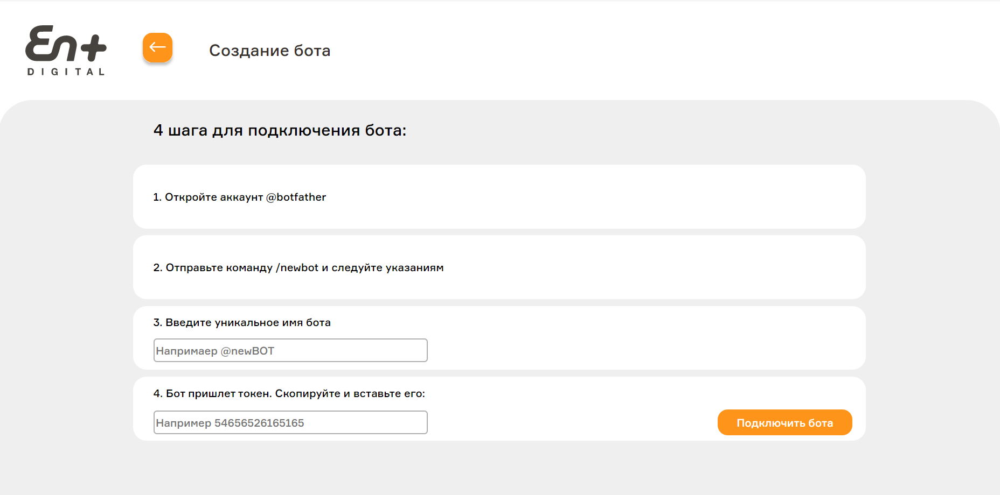 En+
DIGITAL
Создание бота
4 шага для подключения бота:
1. Откройте аккаунт @botfather
2. Отправьте команду /newbot и следуйте указаниям
3. Введите уникальное имя бота
Напримаер @newBOT
4. Бот пришлет токен. Скопируйте и вставьте его:
Например 54656526165165
Подключить бота